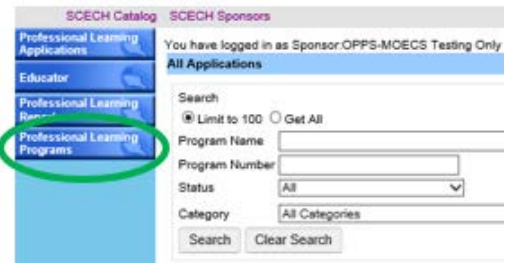 SCECH Catalog SCECH Sponsors
Professional Learning
Applications
You have logged in as Sponsor:OPPS-MOECS Testing Only
All Applications
Educator
Search
Professional Learning
Limit to 100 Get All
Professional Learning
Programs
Program Name
Program Number
Status All
Category All Categories
Search Clear Search